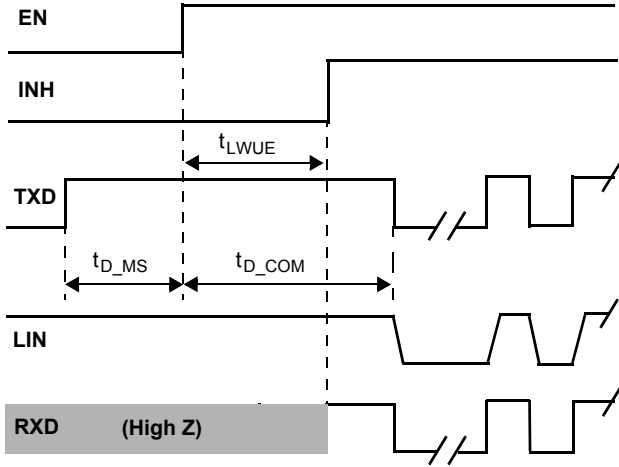 EN
INH
tLWUE
TXD
tD_MS
tD_COM
LIN
RXD (High Z)